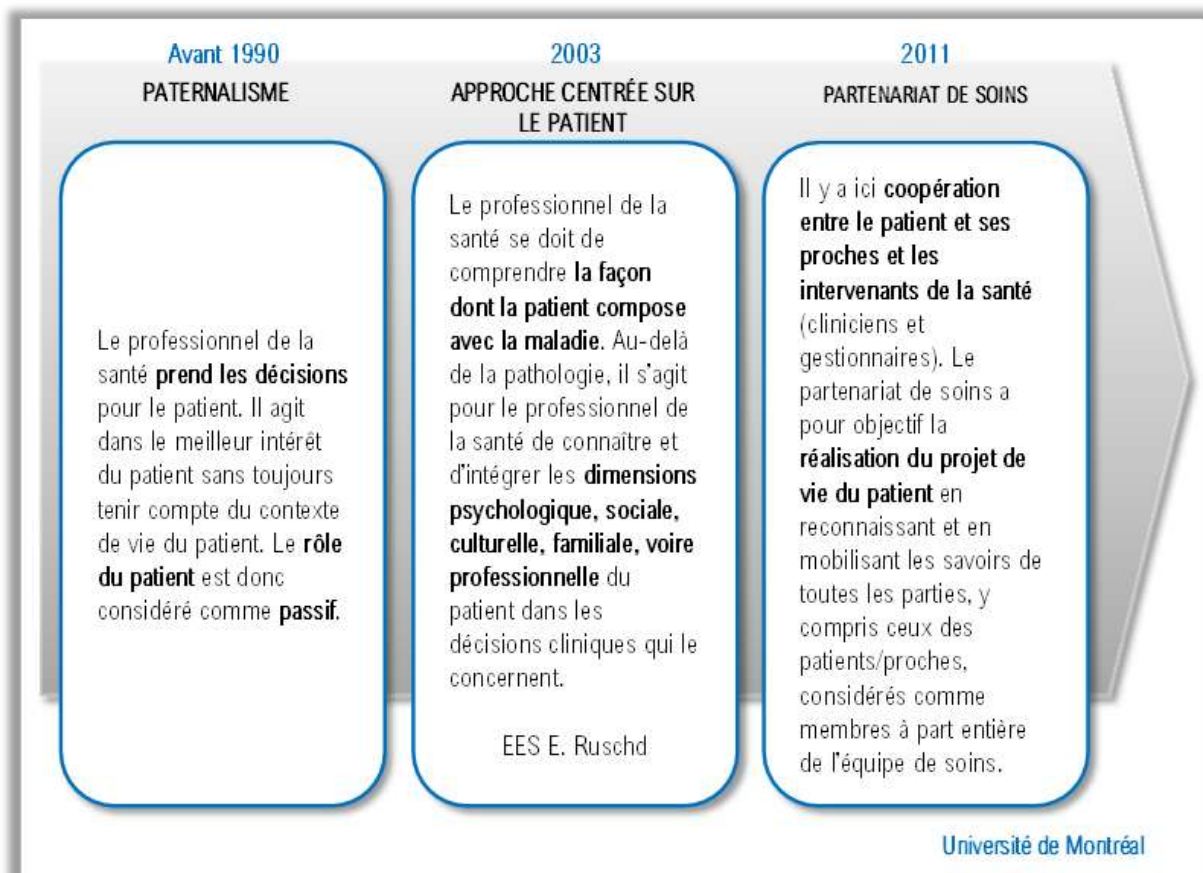 Avant 1990
PATERNALISME
Le professionnel de la
santé prend les décisions
pour le patient. Il agit
dans le meilleur intérêt
du patient sans toujours
tenir compte du contexte
de vie du patient. Le rôle
du patient est donc
considéré comme passif.
2003
APPROCHE CENTRÉE SUR
LE PATIENT
Le professionnel de la
santé se doit de
comprendre la façon
dont la patient compose
avec la maladie. Au-delà
de la pathologie, il s'agit
pour le professionnel de
la santé de connaître et
d'intégrer les dimensions
psychologique, sociale,
culturelle, familiale, voire
professionnelle du
patient dans les
décisions cliniques qui le
concernent.
EES E. Ruschd
2011
PARTENARIAT DE SOINS
Il y a ici coopération
entre le patient et ses
proches et les
intervenants de la santé
(cliniciens et
gestionnaires). Le
partenariat de soins a
pour objectif la
réalisation du projet de
vie du patient en
reconnaissant et en
mobilisant les savoirs de
toutes les parties, y
compris ceux des
patients/proches,
considérés comme
membres à part entière
de l'équipe de soins.
Université de Montréal